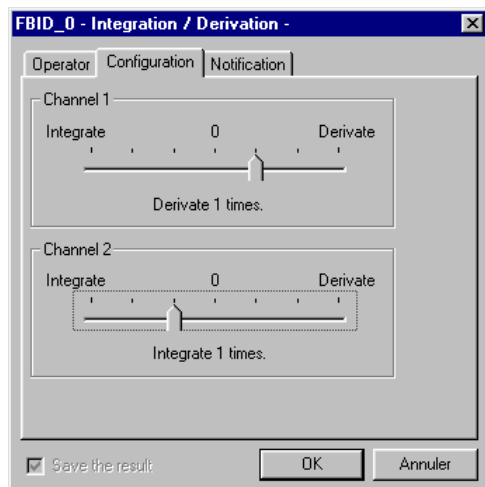 FBID_0 - Integration / Derivation -
Operator Configuration Notification
Channel 1
Integrate 0 Derivate
Derivate 1 times.
Channel 2
Integrate 0 Derivate
Integrate 1 times.
Save the result OK Annuler